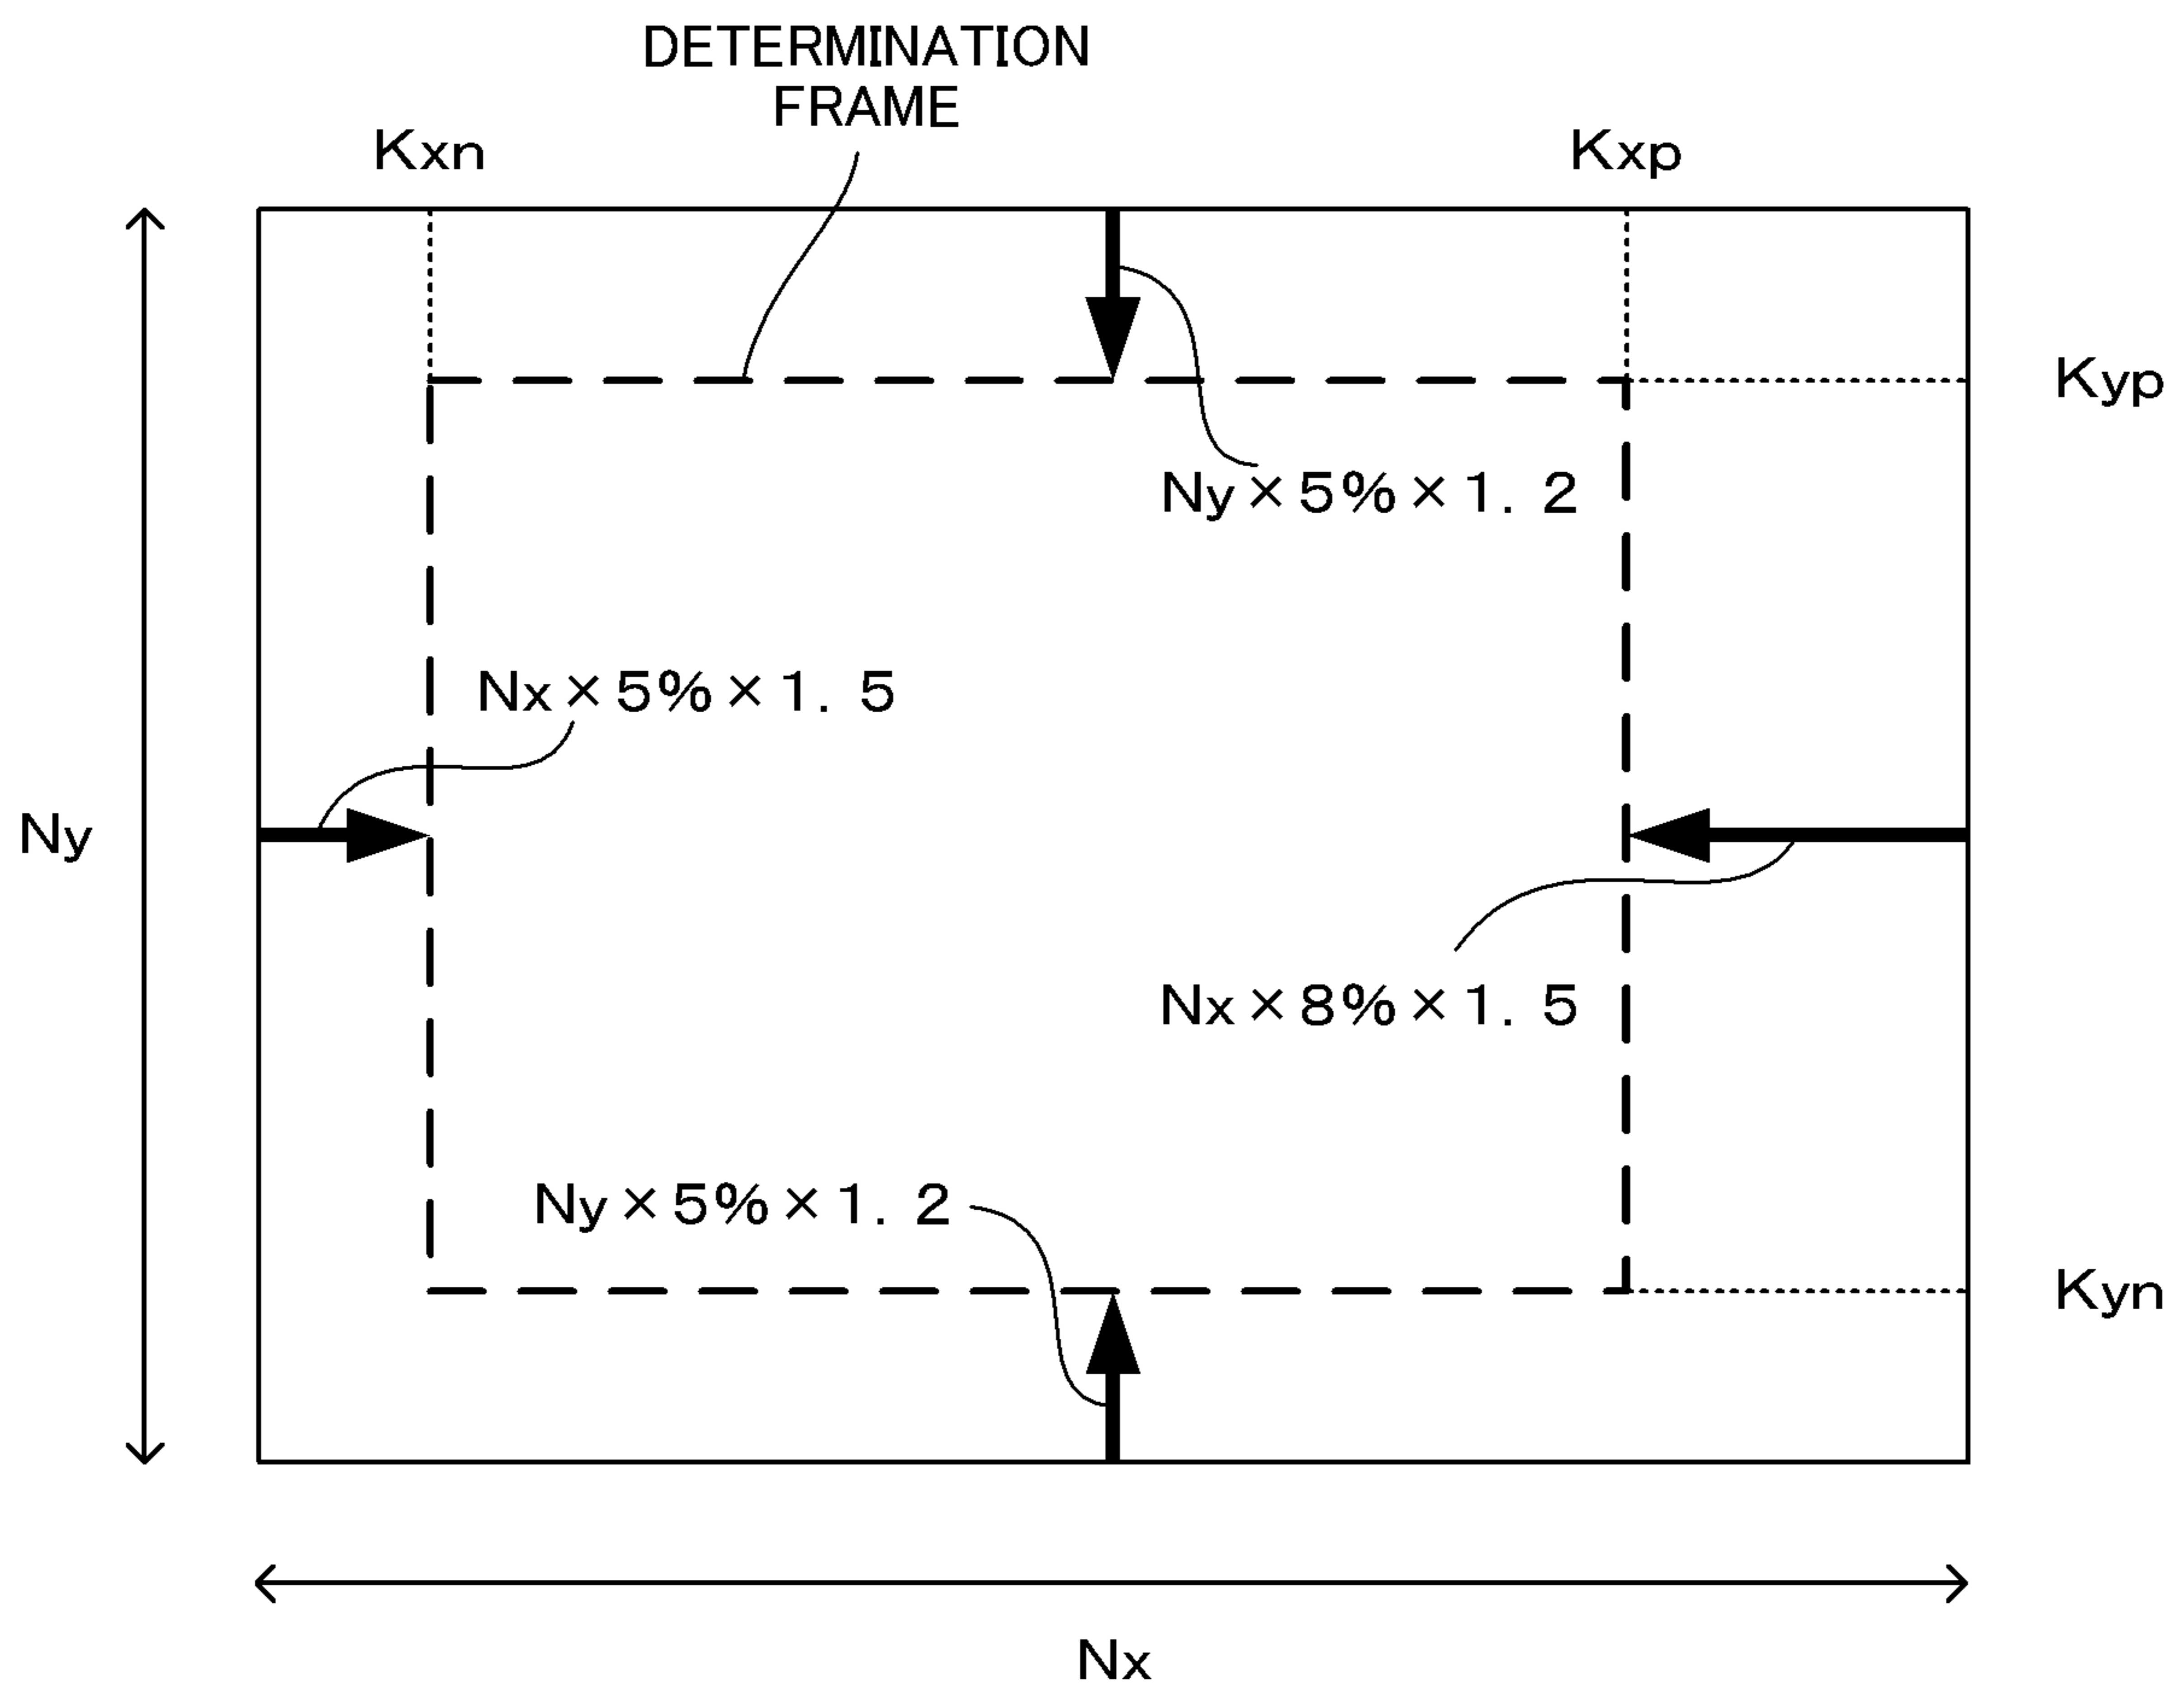 DETERMINATION
FRAME
Kxn
Kxp
Kyp
Ny×5%×1. 2
Nx×5%×1. 5
Ny
Nx×8%×1. 5
Ny×5%×1. 2
Kyn
Nx